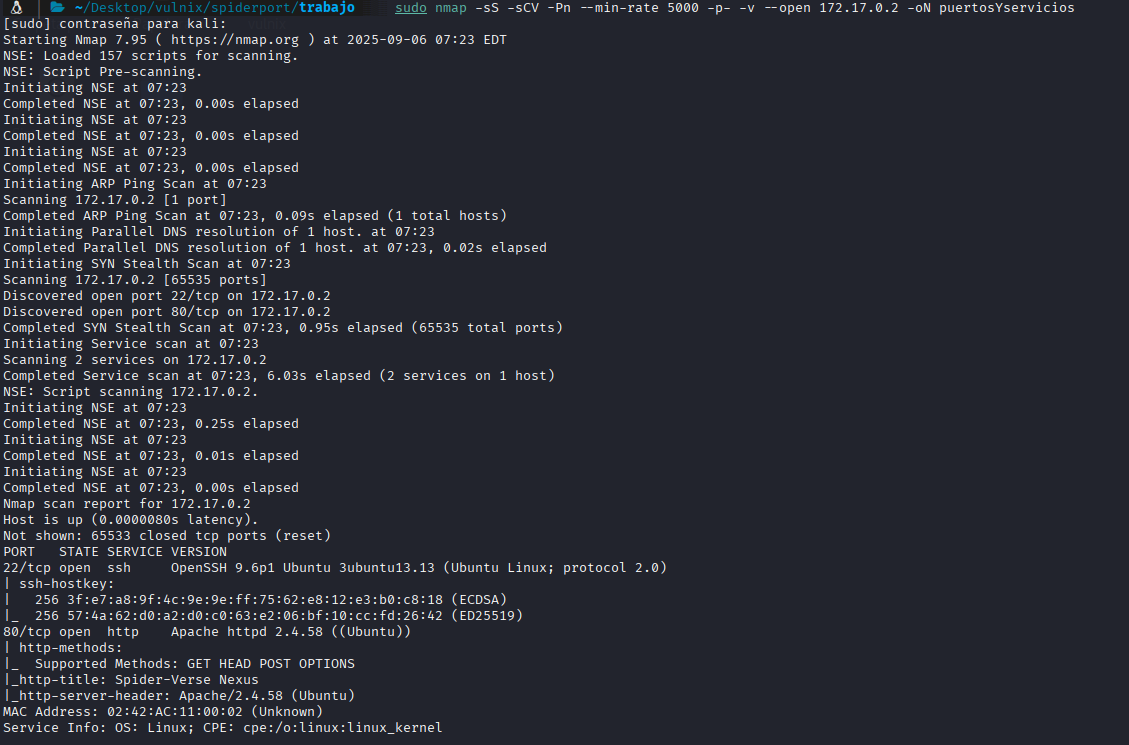 ~/Desktop/vulnix/spiderport/trabajo sudo nmap -sS -sCV -Pn --min-rate 5000 -p- -v --open 172.17.0.2 -oN puertosYservicios
[sudo] contraseña para kali:
Starting Nmap 7.95 ( https://nmap.org ) at 2025-09-06 07:23 EDT
NSE: Loaded 157 scripts for scanning.
NSE: Script Pre-scanning.
Initiating NSE at 07:23
Completed NSE at 07:23, 0.00s elapsed
Initiating NSE at 07:23
Completed NSE at 07:23, 0.00s elapsed
Initiating NSE at 07:23
Completed NSE at 07:23, 0.00s elapsed
Initiating ARP Ping Scan at 07:23
Scanning 172.17.0.2 [1 port]
Completed ARP Ping Scan at 07:23, 0.09s elapsed (1 total hosts)
Initiating Parallel DNS resolution of 1 host. at 07:23
Completed Parallel DNS resolution of 1 host. at 07:23, 0.02s elapsed
Initiating SYN Stealth Scan at 07:23
Scanning 172.17.0.2 [65535 ports]
Discovered open port 22/tcp on 172.17.0.2
Discovered open port 80/tcp on 172.17.0.2
Completed SYN Stealth Scan at 07:23, 0.95s elapsed (65535 total ports)
Initiating Service scan at 07:23
Scanning 2 services on 172.17.0.2
Completed Service scan at 07:23, 6.03s elapsed (2 services on 1 host)
NSE: Script scanning 172.17.0.2.
Initiating NSE at 07:23
Completed NSE at 07:23, 0.25s elapsed
Initiating NSE at 07:23
Completed NSE at 07:23, 0.01s elapsed
Initiating NSE at 07:23
Completed NSE at 07:23, 0.00s elapsed
Nmap scan report for 172.17.0.2
Host is up (0.0000080s latency).
Not shown: 65533 closed tcp ports (reset)
PORT   STATE SERVICE VERSION
22/tcp open  ssh     OpenSSH 9.6p1 Ubuntu 3ubuntu13.13 (Ubuntu Linux; protocol 2.0)
| ssh-hostkey:
|   256 3f:e7:a8:9f:4c:9e:9e:ff:75:62:e8:12:e3:b0:c8:18 (ECDSA)
|_  256 57:4a:62:d0:a2:d0:c0:63:e2:06:bf:10:cc:fd:26:42 (ED25519)
80/tcp open  http    Apache httpd 2.4.58 ((Ubuntu))
| http-methods:
|_  Supported Methods: GET HEAD POST OPTIONS
|_http-title: Spider-Verse Nexus
|_http-server-header: Apache/2.4.58 (Ubuntu)
MAC Address: 02:42:AC:11:00:02 (Unknown)
Service Info: OS: Linux; CPE: cpe:/o:linux:linux_kernel